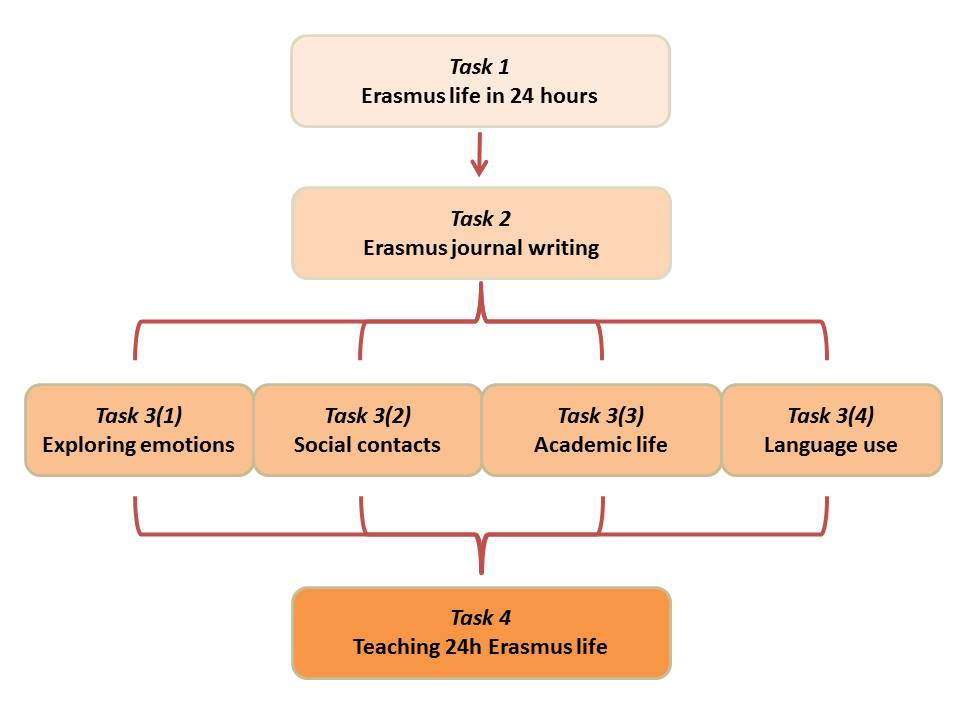 Task 1
Erasmus life in 24 hours
Task 2
Erasmus journal writing
Task 3(1)
Exploring emotions
Task 3(2)
Social contacts
Task 3(3)
Academic life
Task 3(4)
Language use
Task 4
Teaching 24h Erasmus life